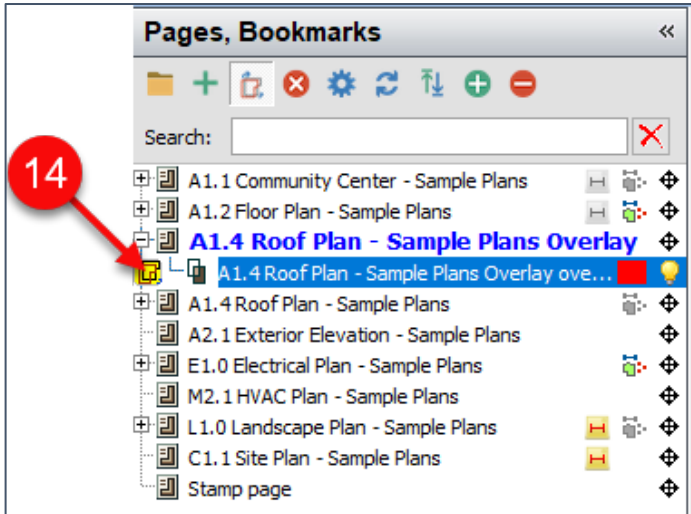 Pages, Bookmarks
Search:
14
A1.1 Community Center - Sample Plans
A1.2 Floor Plan - Sample Plans
A1.4 Roof Plan - Sample Plans Overlay
A1.4 Roof Plan - Sample Plans Overlay ove...
A1.4 Roof Plan - Sample Plans
A2.1 Exterior Elevation - Sample Plans
E1.0 Electrical Plan - Sample Plans
M2.1 HVAC Plan - Sample Plans
L1.0 Landscape Plan - Sample Plans
C1.1 Site Plan - Sample Plans
Stamp page